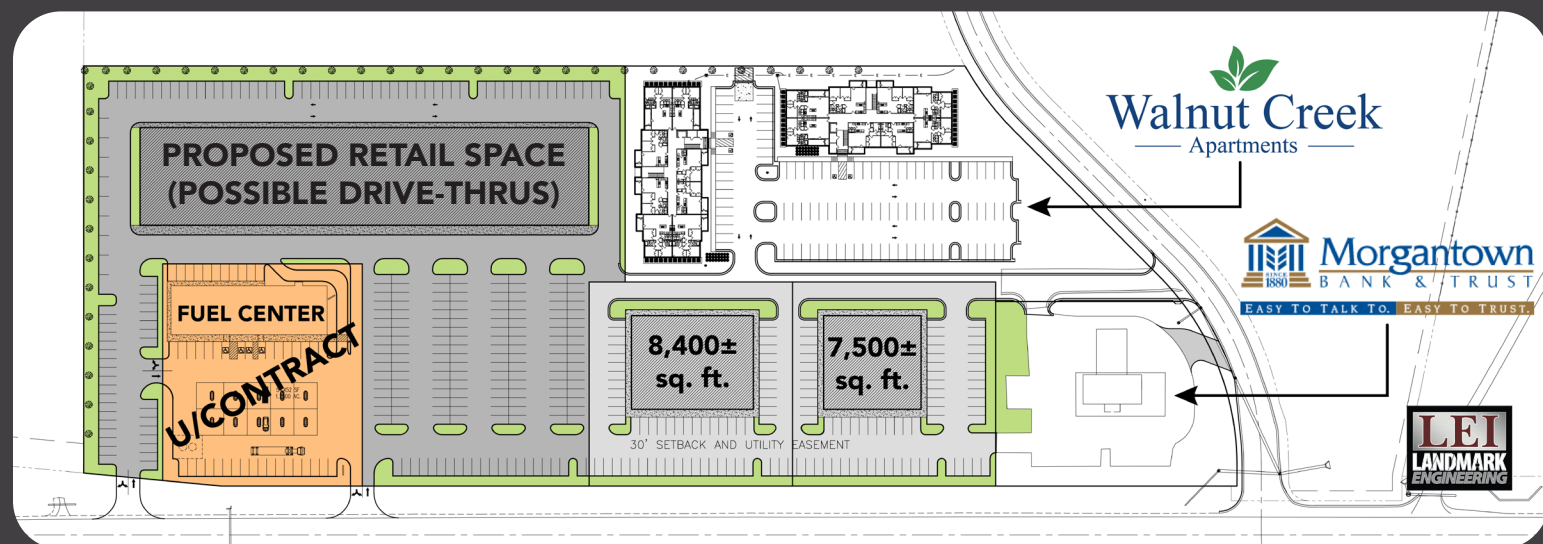 PROPOSED RETAIL SPACE
(POSSIBLE DRIVE-THRUS)
FUEL CENTER
U/CONTRACT
8,400±
sq. ft.
7,500±
sq. ft.
30' SETBACK AND UTILITY EASEMENT
Walnut Creek
Apartments
SINCE
1880
Morgantown
BANK & TRUST
EASY TO TALK TO. EASY TO TRUST.
LEI
LANDMARK
ENGINEERING